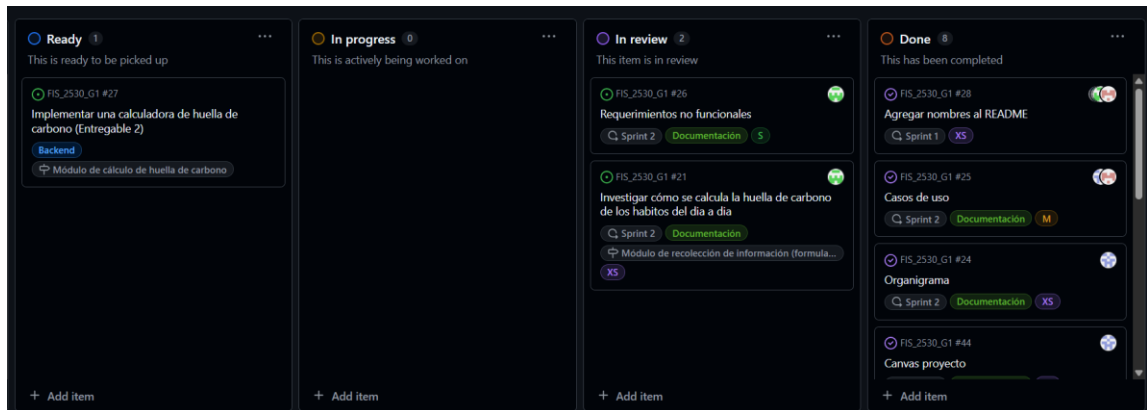 Ready 1
This is ready to be picked up
FIS_2530_G1 #27
Implementar una calculadora de huella de
carbono (Entregable 2)
Backend
Módulo de cálculo de huella de carbono
+ Add item
In progress 0
This is actively being worked on
+ Add item
In review 2
This item is in review
FIS_2530_G1 #26
Requerimientos no funcionales
Sprint 2 Documentación S
FIS_2530_G1 #21
Investigar cómo se calcula la huella de carbono
de los habitos del dia a dia
Sprint 2 Documentación
Módulo de recolección de información (formula...
XS
+ Add item
Done 8
This has been completed
FIS_2530_G1 #28
Agregar nombres al README
Sprint 1 XS
FIS_2530_G1 #25
Casos de uso
Sprint 2 Documentación M
FIS_2530_G1 #24
Organigrama
Sprint 2 Documentación XS
FIS_2530_G1 #44
Canvas proyecto
+ Add item